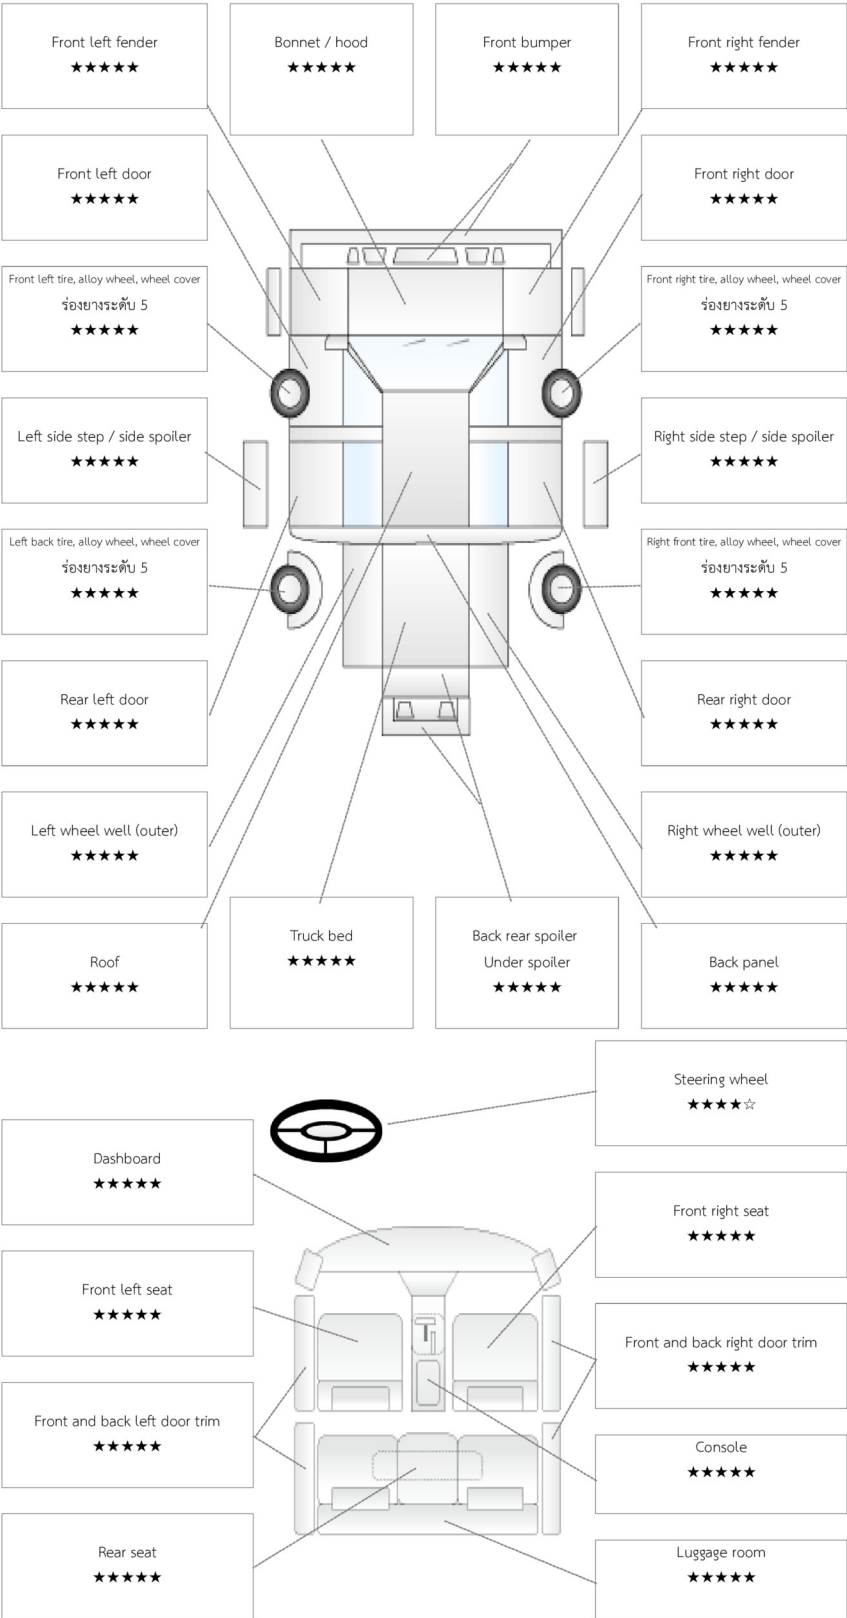 Front left fender
★★★★★
Bonnet / hood
★★★★★
Front bumper
★★★★★
Front right fender
★★★★★
Front left door
★★★★★
Front right door
★★★★★
Front left tire, alloy wheel, wheel cover
ร่องยางระดับ 5
★★★★★
Front right tire, alloy wheel, wheel cover
ร่องยางระดับ 5
★★★★★
Left side step / side spoiler
★★★★★
Right side step / side spoiler
★★★★★
Left back tire, alloy wheel, wheel cover
ร่องยางระดับ 5
★★★★★
Right front tire, alloy wheel, wheel cover
ร่องยางระดับ 5
★★★★★
Rear left door
★★★★★
Rear right door
★★★★★
Left wheel well (outer)
★★★★★
Right wheel well (outer)
★★★★★
Roof
★★★★★
Truck bed
★★★★★
Back rear spoiler
Under spoiler
★★★★★
Back panel
★★★★★
Steering wheel
★★★★☆
Dashboard
★★★★★
Front right seat
★★★★★
Front left seat
★★★★★
Front and back right door trim
★★★★★
Front and back left door trim
★★★★★
Console
★★★★★
Rear seat
★★★★★
Luggage room
★★★★★